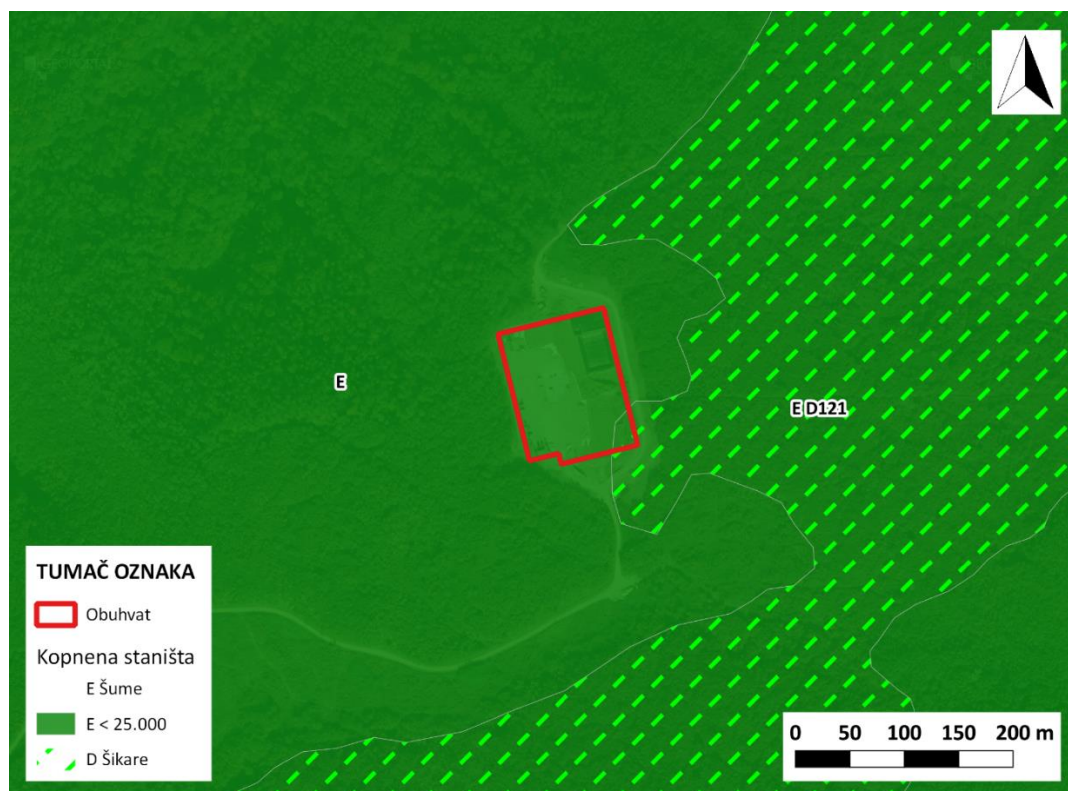 E
E D121
TUMAČ OZNAKA
Obuhvat
Kopnena staništa
E Šume
E < 25.000
D Šikare
0 50 100 150 200 m